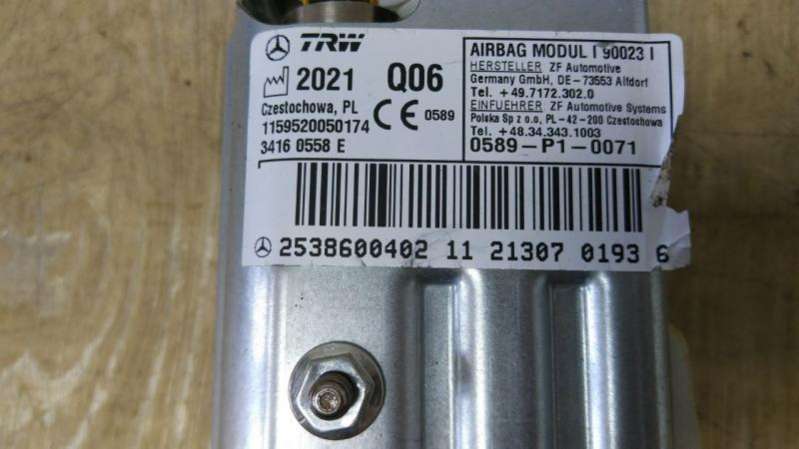 TRW
2021 Q06
Czestochowa, PL
1159520050174
CE 0589
3416 0558 E
AIRBAG MODUL I 90023 I
HERSTELLER ZF Automotive
Germany GmbH, DE-73553 Alfdorf
Tel. +49.7172.302.0
EINFUEHRER ZF Automotive Systems
Polska Sp z o.o, PL-42-200 Czestochowa
Tel. +48.34.343.1003
0589-P1-0071
2538600402 11 21307 0193 6